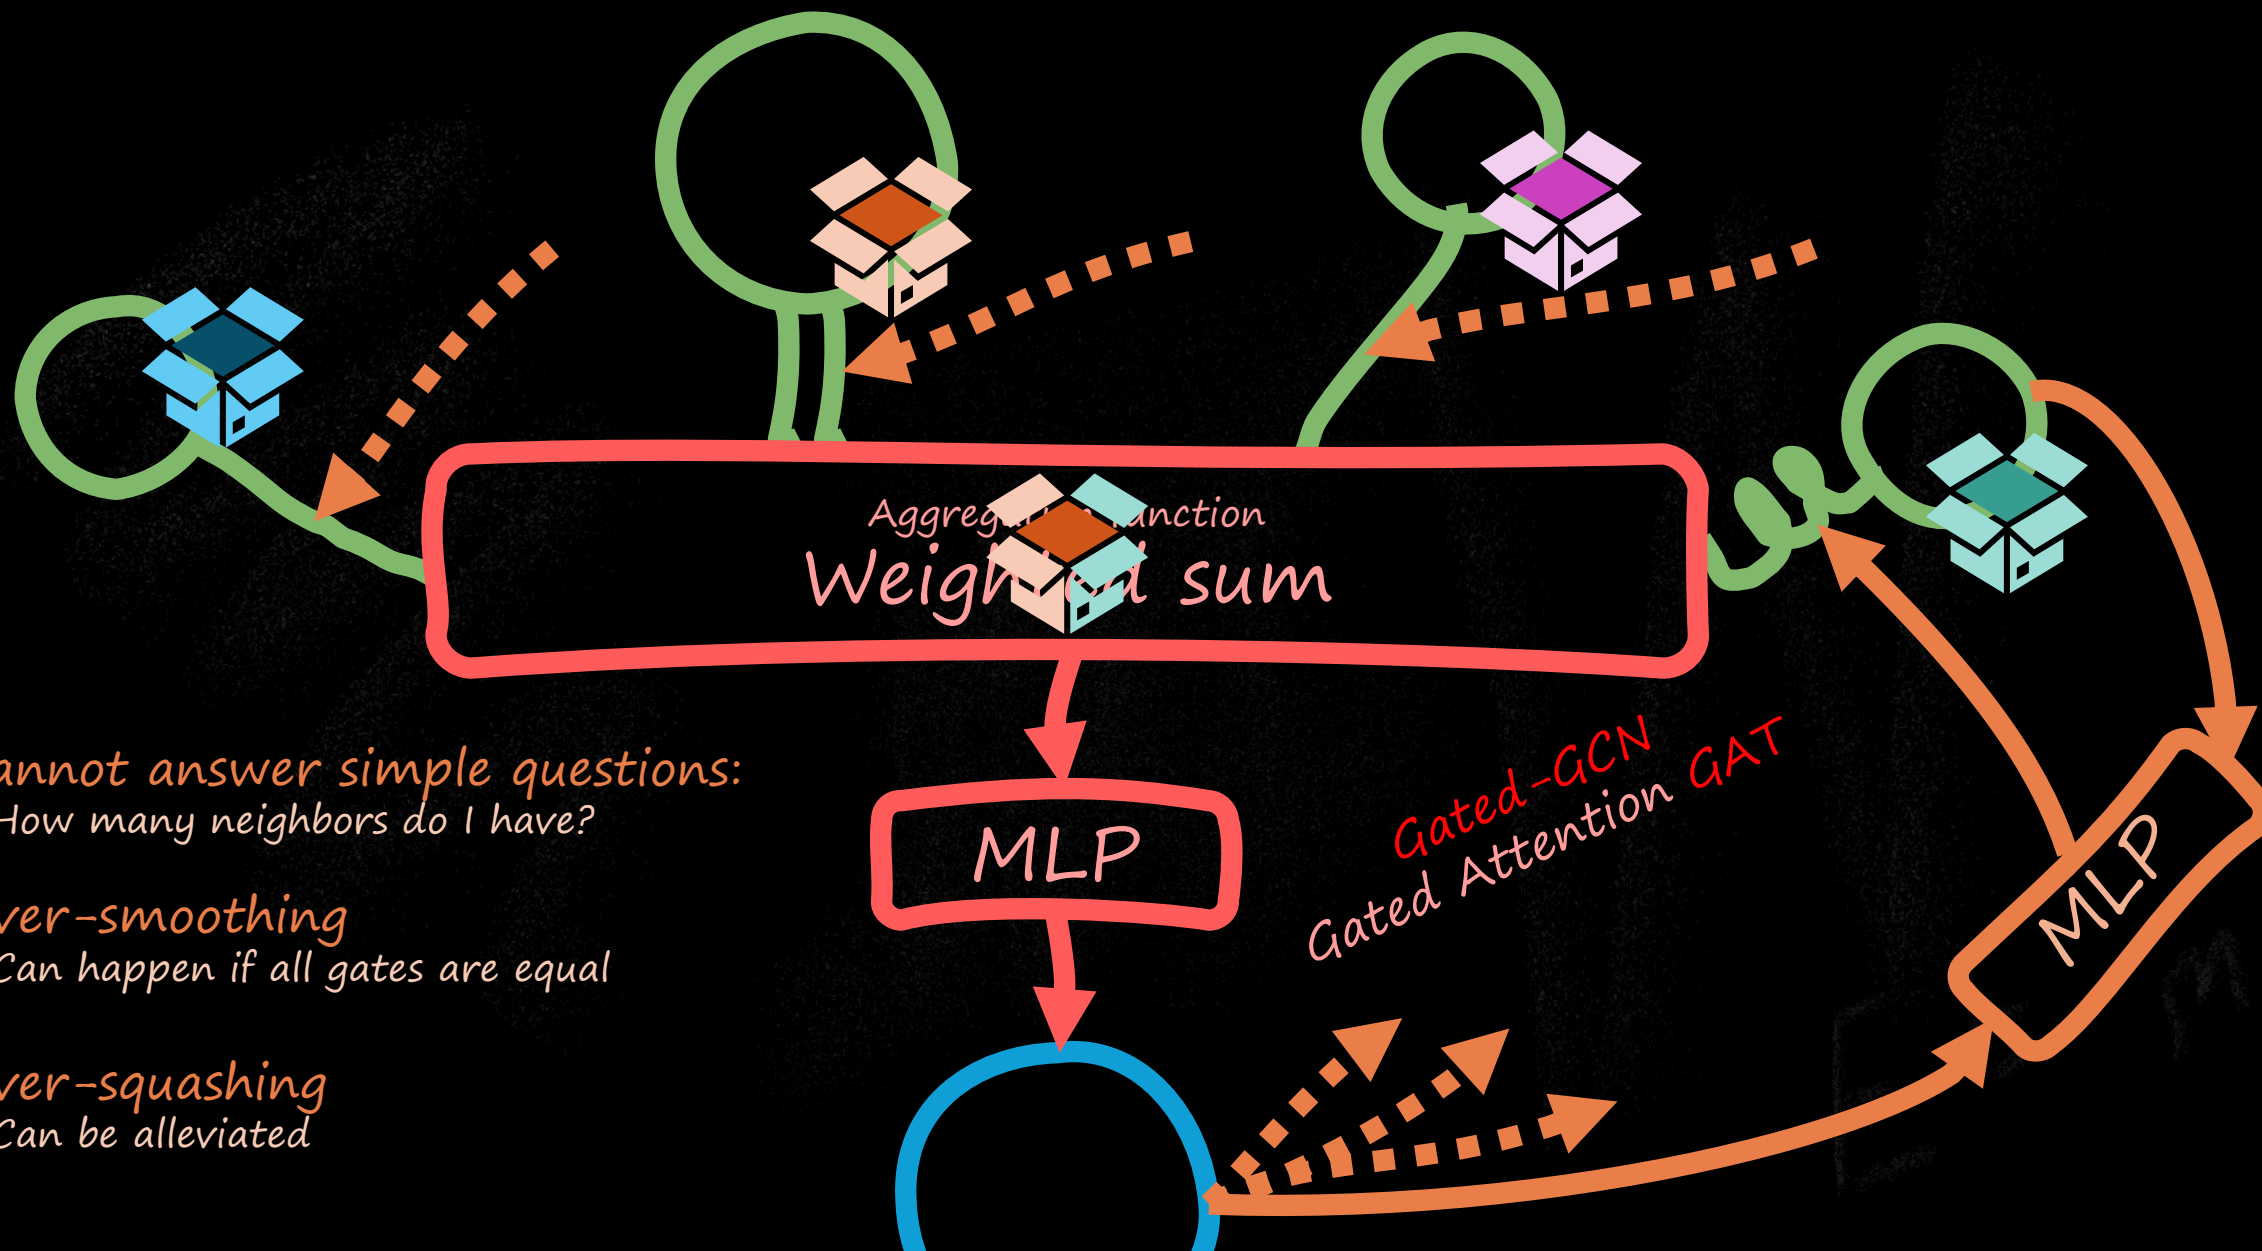 Aggreg nction
Weigh d sum
annot answer simple questions:
How many neighbors do I have?
ver-smoothing
Can happen if all gates are equal
ver-squashing
Can be alleviated
MLP
Gated-GCN
Gated Attention GAT
MLP